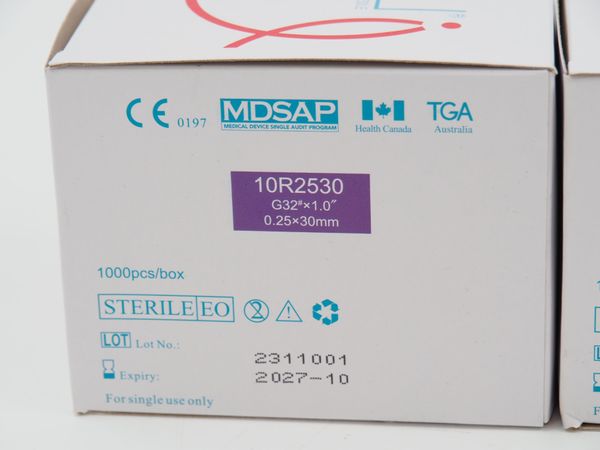 CE 0197
MDSAP
MEDICAL DEVICE SINGLE AUDIT PROGRAM
Health Canada
TGA
Australia
10R2530
G32#×1.0″
0.25×30mm
1000pcs/box
STERILE EO
2
LOT Lot No.: 2311001
Expiry: 2027-10
For single use only